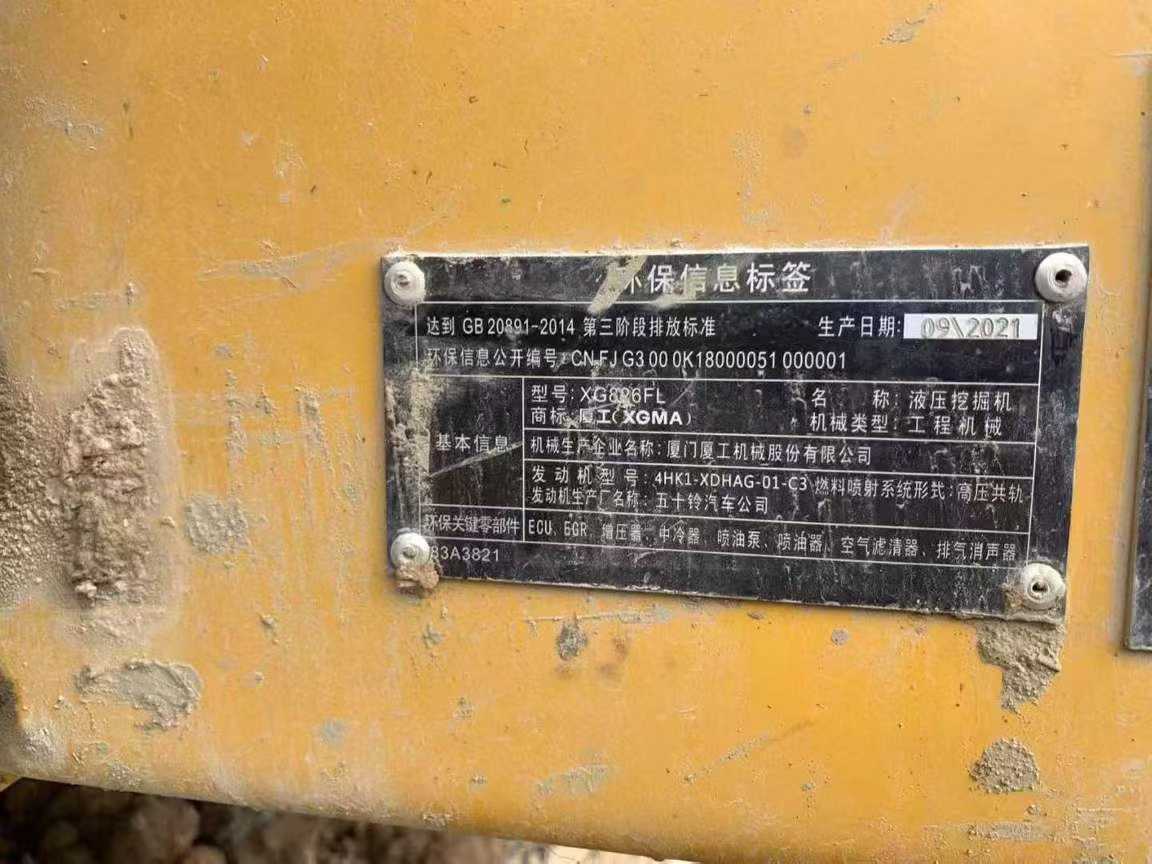 环保信息标签
达到 GB 20891-2014 第三阶段排放标准 生产日期: 09\2021
环保信息公开编号: CN FJ G3 00 0K18000051 000001
基本信息
型号: XG826FL 名 称: 液压挖掘机
商标: 厦工(XGMA) 机械类型: 工程机械
机械生产企业名称: 厦门厦工机械股份有限公司
发动机型号: 4HK1-XDHAG-01-C3 燃料喷射系统形式: 高压共轨
发动机生产厂名称: 五十铃汽车公司
环保关键零部件 ECU、EGR、增压器、中冷器、喷油泵、喷油器、空气滤清器、排气消声器
83A3821